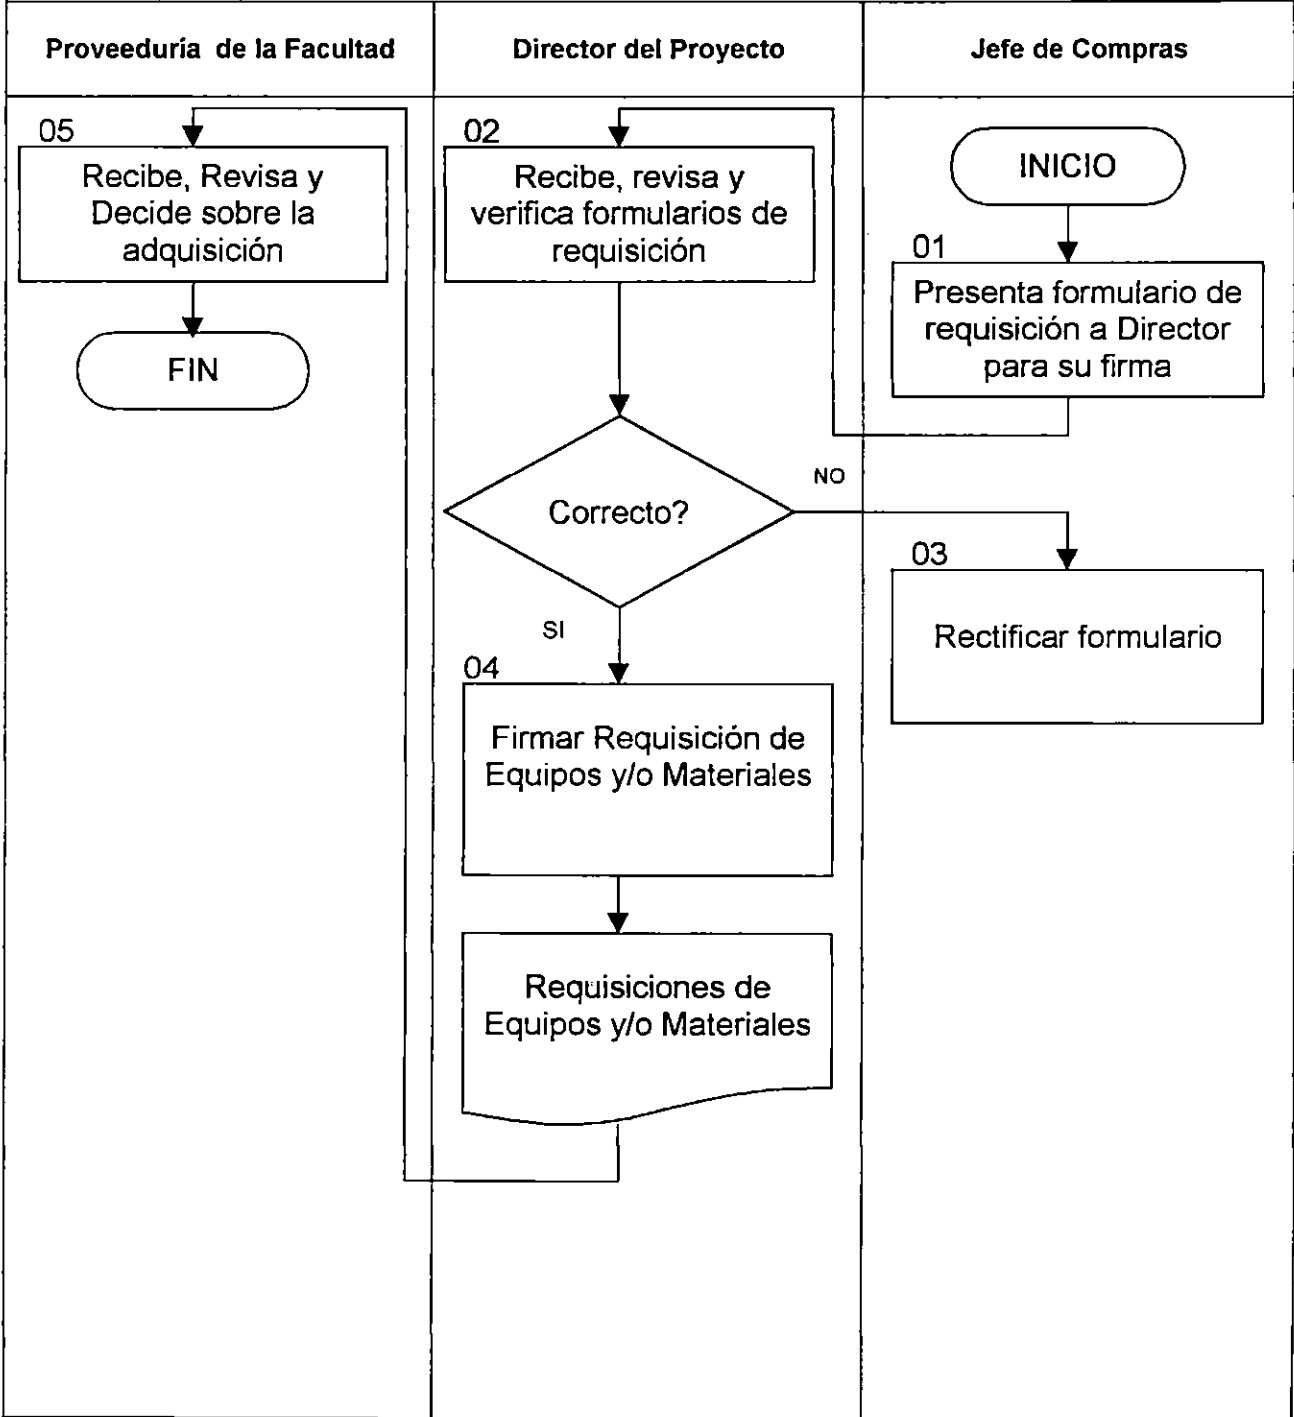 Proveeduría de la Facultad
Director del Proyecto
Jefe de Compras
05
Recibe, Revisa y
Decide sobre la
adquisición
FIN
02
Recibe, revisa y
verifica formularios de
requisición
Correcto?
NO
SI
04
Firmar Requisición de
Equipos y/o Materiales
Requisiciones de
Equipos y/o Materiales
INICIO
01
Presenta formulario de
requisición a Director
para su firma
03
Rectificar formulario